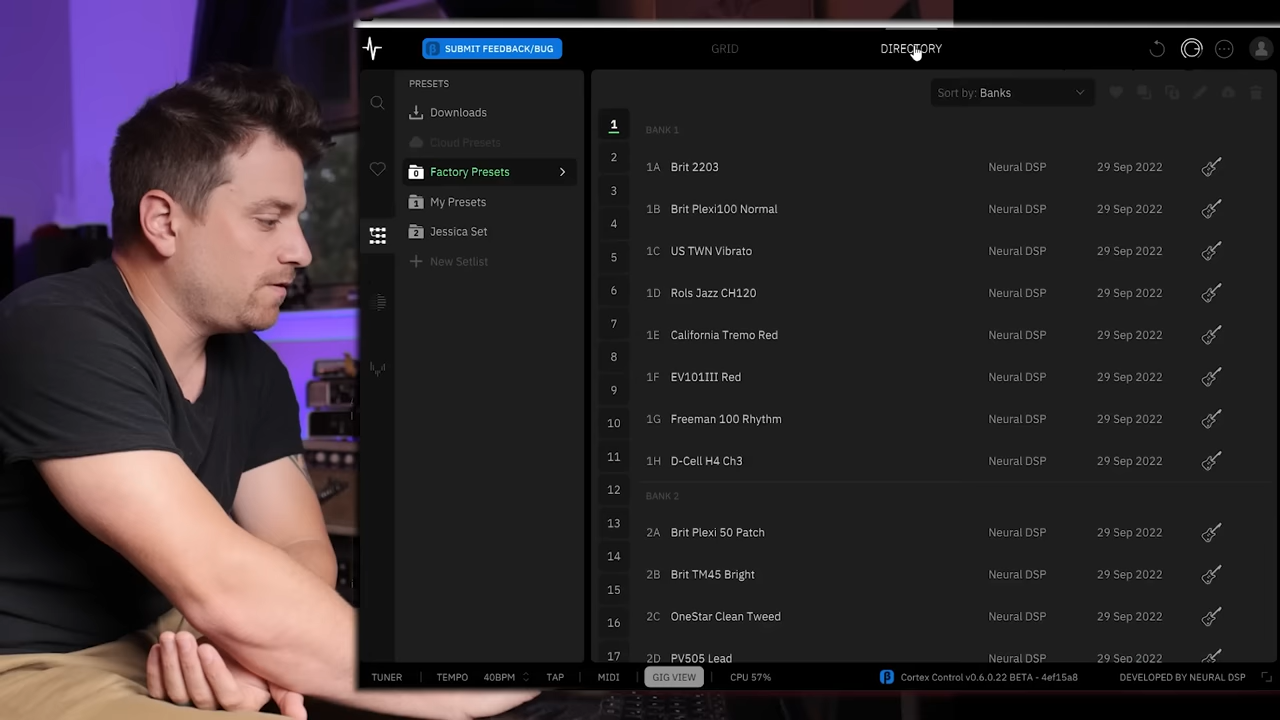 SUBMIT FEEDBACK/BUG
GRID
DIRECTORY
PRESETS
Downloads
Cloud Presets
0 Factory Presets
1 My Presets
2 Jessica Set
New Setlist
Sort by: Banks
1
2
3
4
5
6
7
8
9
10
11
12
13
14
15
16
17
BANK 1
1A Brit 2203 Neural DSP 29 Sep 2022
1B Brit Plexi100 Normal Neural DSP 29 Sep 2022
1C US TWN Vibrato Neural DSP 29 Sep 2022
1D Rols Jazz CH120 Neural DSP 29 Sep 2022
1E California Tremo Red Neural DSP 29 Sep 2022
1F EV101III Red Neural DSP 29 Sep 2022
1G Freeman 100 Rhythm Neural DSP 29 Sep 2022
1H D-Cell H4 Ch3 Neural DSP 29 Sep 2022
BANK 2
2A Brit Plexi 50 Patch Neural DSP 29 Sep 2022
2B Brit TM45 Bright Neural DSP 29 Sep 2022
2C OneStar Clean Tweed Neural DSP 29 Sep 2022
2D PV505 Lead Neural DSP 29 Sep 2022
TUNER TEMPO 40BPM TAP MIDI GIG VIEW CPU 57% Cortex Control v0.6.0.22 BETA - 4ef15a8 DEVELOPED BY NEURAL DSP